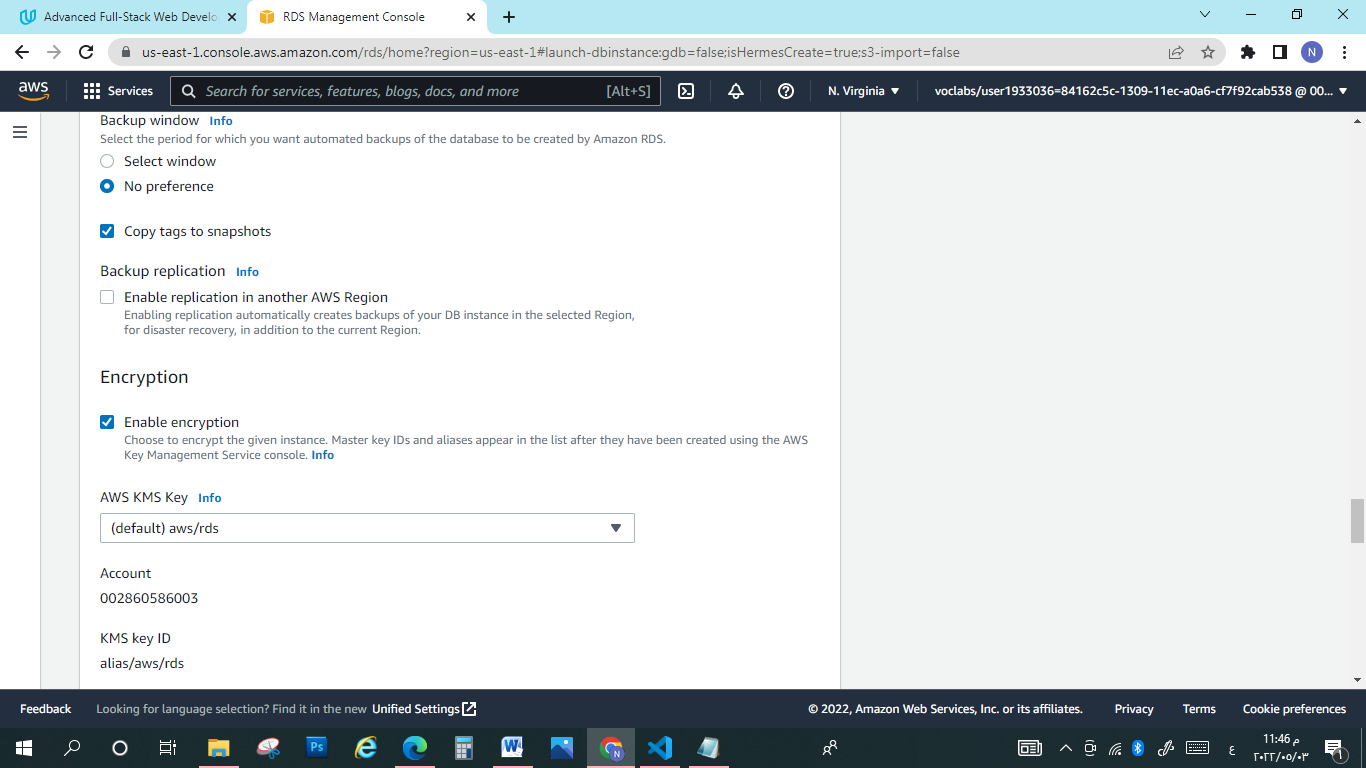 Advanced Full-Stack Web Develo
RDS Management Console
us-east-1.console.aws.amazon.com/rds/home?region=us-east-1#launch-dbinstance:gdb=false;isHermesCreate=true;s3-import=false
N
aws
Services
Search for services, features, blogs, docs, and more
[Alt+S]
N. Virginia
voclabs/user1933036=84162c5c-1309-11ec-a0a6-cf7f92cab538 @ 00...
Backup window Info
Select the period for which you want automated backups of the database to be created by Amazon RDS.
Select window
No preference
Copy tags to snapshots
Backup replication Info
Enable replication in another AWS Region
Enabling replication automatically creates backups of your DB instance in the selected Region,
for disaster recovery, in addition to the current Region.
Encryption
Enable encryption
Choose to encrypt the given instance. Master key IDs and aliases appear in the list after they have been created using the AWS
Key Management Service console. Info
AWS KMS Key Info
(default) aws/rds
Account
002860586003
KMS key ID
alias/aws/rds
Feedback
Looking for language selection? Find it in the new Unified Settings
© 2022, Amazon Web Services, Inc. or its affiliates.
Privacy
Terms
Cookie preferences
Ps
W
N
ع
11:46 م
٢٠٢٢/٠٥/٠٣
1